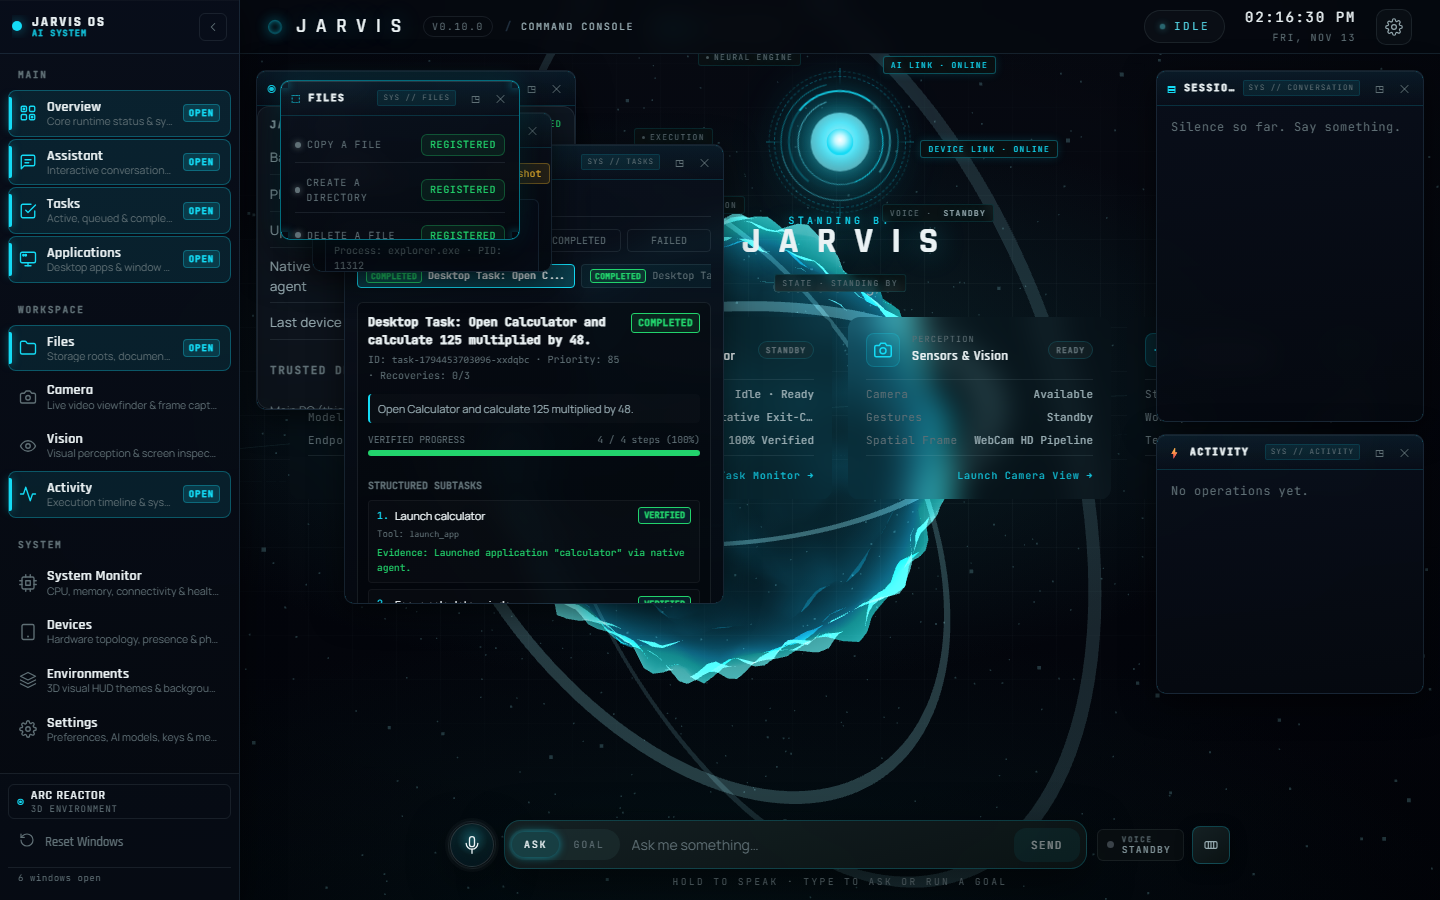 JARVIS OS
AI SYSTEM
MAIN
Overview
Core runtime status & sy...
OPEN
Assistant
Interactive conversation...
OPEN
Tasks
Active, queued & comple...
OPEN
Applications
Desktop apps & window ...
OPEN
WORKSPACE
Files
Storage roots, documen...
OPEN
Camera
Live video viewfinder & frame capt...
Vision
Visual perception & screen inspec...
Activity
Execution timeline & sys...
OPEN
SYSTEM
System Monitor
CPU, memory, connectivity & healt...
Devices
Hardware topology, presence & ph...
Environments
3D visual HUD themes & backgrou...
Settings
Preferences, AI models, keys & me...
ARC REACTOR
3D ENVIRONMENT
Reset Windows
6 windows open
JARVIS
V0.10.0
/ COMMAND CONSOLE
IDLE
02:16:30 PM
FRI, NOV 13
FILES
SYS // FILES
COPY A FILE
REGISTERED
CREATE A DIRECTORY
REGISTERED
DELETE A FILE
REGISTERED
Process: explorer.exe · PID:
11312
Native
agent
Last device
TRUSTED D
Model
Endpo
shot
SYS // TASKS
COMPLETED
FAILED
COMPLETED Desktop Task: Open C...
COMPLETED Desktop Ta
Desktop Task: Open Calculator and
calculate 125 multiplied by 48.
COMPLETED
ID: task-1794453703096-xxdqbc · Priority: 85
· Recoveries: 0/3
Open Calculator and calculate 125 multiplied by 48.
VERIFIED PROGRESS
4 / 4 steps (100%)
STRUCTURED SUBTASKS
1. Launch calculator
VERIFIED
Tool: launch_app
Evidence: Launched application "calculator" via native
agent.
NEURAL ENGINE
AI LINK · ONLINE
EXECUTION
DEVICE LINK · ONLINE
VOICE · STANDBY
STANDING B
JARVIS
STATE · STANDING BY
or
STANDBY
Idle · Ready
tative Exit-C...
100% Verified
ask Monitor →
PERCEPTION
Sensors & Vision
READY
Camera
Available
Gestures
Standby
Spatial Frame
WebCam HD Pipeline
Launch Camera View →
St
Wo
Te
SESSIO…
SYS // CONVERSATION
Silence so far. Say something.
ACTIVITY
SYS // ACTIVITY
No operations yet.
ASK
GOAL
Ask me something...
SEND
VOICE
STANDBY
HOLD TO SPEAK · TYPE TO ASK OR RUN A GOAL